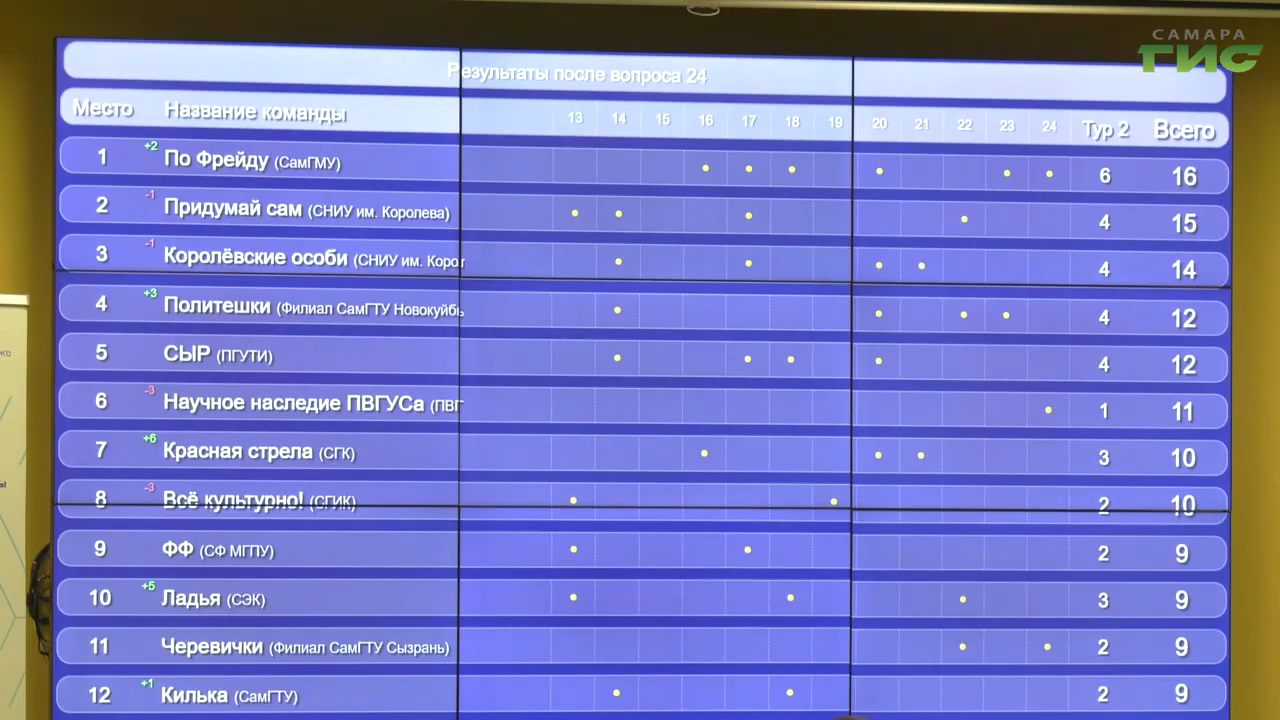 САМАРА
ГИС
Результаты после вопроса 24
Место Название команды 13 14 15 16 17 18 19 20 21 22 23 24 Тур 2 Всего
1 +2 По Фрейду (СамГМУ) 6 16
2 -1 Придумай сам (СНИУ им. Королева) 4 15
3 -1 Королёвские особи (СНИУ им. Корол 4 14
4 +3 Политешки (Филиал СамГТУ Новокуйбь 4 12
5 СЫР (ПГУТИ) 4 12
6 -3 Научное наследие ПВГУСа (ПВГ 1 11
7 +6 Красная стрела (СГК) 3 10
8 -3 Всё культурно! (СГИК) 2 10
9 ФФ (СФ МГПУ) 2 9
10 +5 Ладья (СЭК) 3 9
11 Черевички (Филиал СамГТУ Сызрань) 2 9
12 +1 Килька (СамГТУ) 2 9